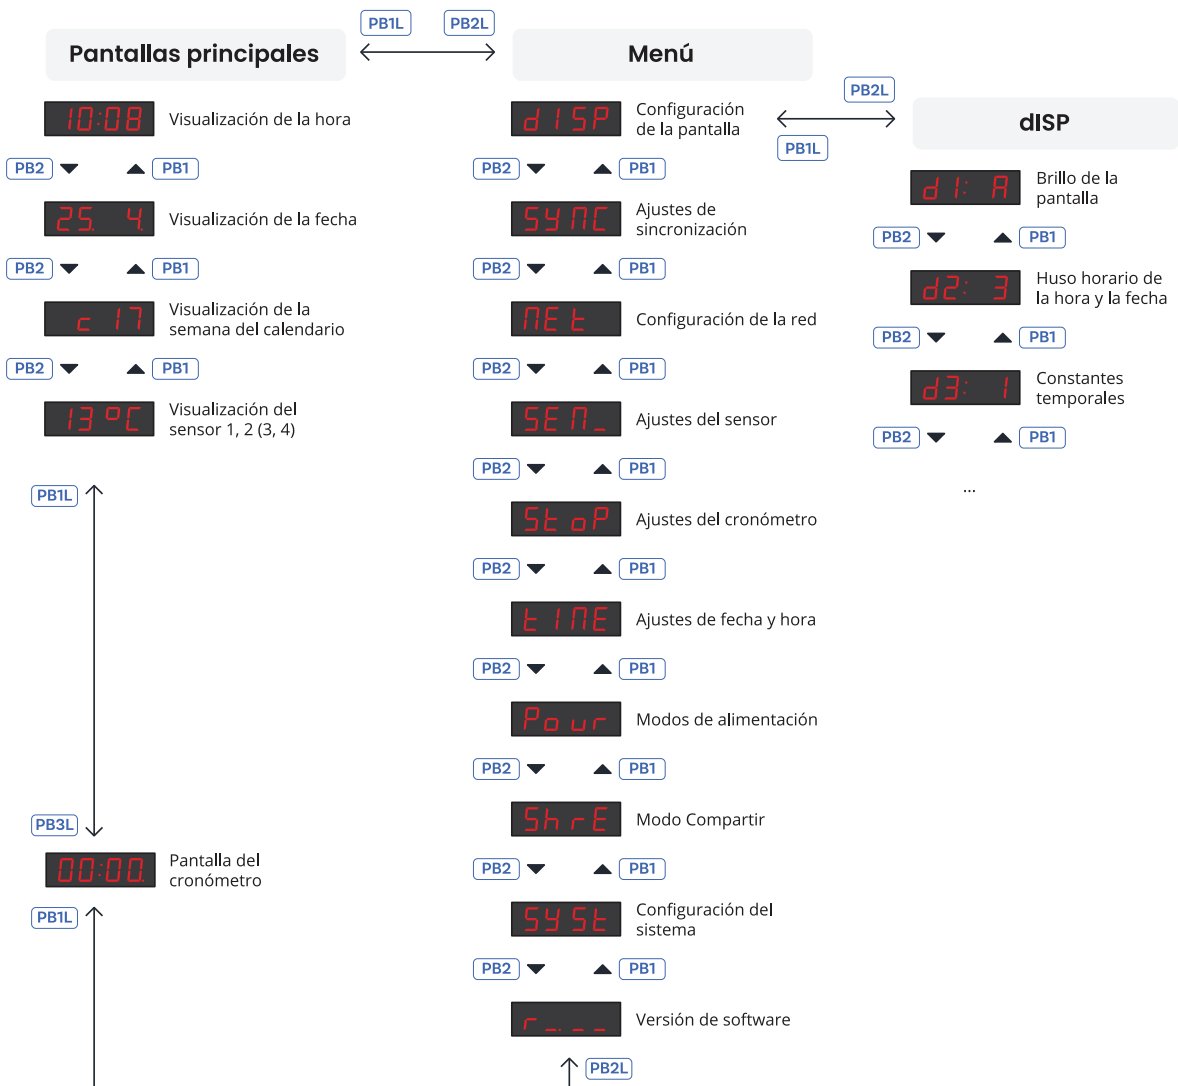 PB1L PB2L
Pantallas principales
10:08 Visualización de la hora
PB2 PB1
25. 4. Visualización de la fecha
PB2 PB1
c 17 Visualización de la
semana del calendario
PB2 PB1
13 °C Visualización del
sensor 1, 2 (3, 4)
PB1L
PB3L
00:00. Pantalla del
cronómetro
PB1L
Menú
dISP Configuración
de la pantalla
PB2 PB1
SYNC Ajustes de
sincronización
PB2 PB1
NEt Configuración de la red
PB2 PB1
SEN_ Ajustes del sensor
PB2 PB1
StoP Ajustes del cronómetro
PB2 PB1
tIME Ajustes de fecha y hora
PB2 PB1
Pour Modos de alimentación
PB2 PB1
ShrE Modo Compartir
PB2 PB1
SYSt Configuración del
sistema
PB2 PB1
r _._ _ Versión de software
PB2L
PB2L
PB1L
dISP
d1: A Brillo de la
pantalla
PB2 PB1
d2: 3 Huso horario de
la hora y la fecha
PB2 PB1
d3: 1 Constantes
temporales
PB2 PB1
...